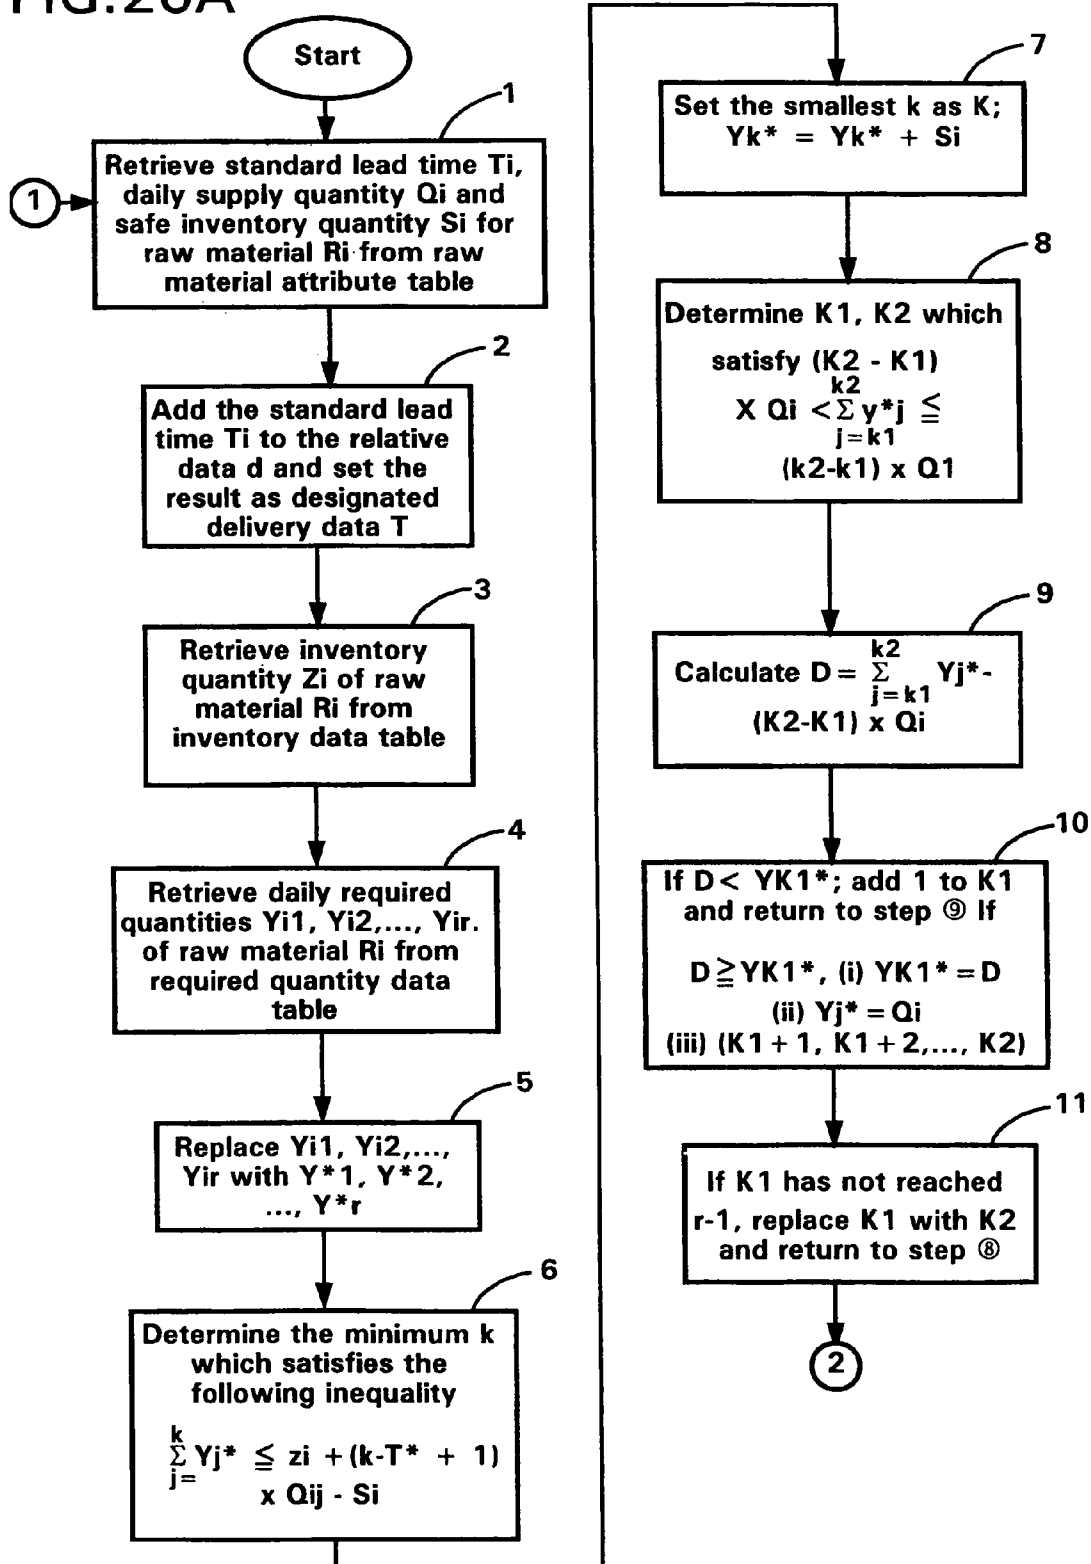 FIG.26A
Start
1
1
Retrieve standard lead time Ti,
daily supply quantity Qi and
safe inventory quantity Si for
raw material Ri from raw
material attribute table
2
Add the standard lead
time Ti to the relative
data d and set the
result as designated
delivery data T
3
Retrieve inventory
quantity Zi of raw
material Ri from
inventory data table
4
Retrieve daily required
quantities Yi1, Yi2,..., Yir.
of raw material Ri from
required quantity data
table
5
Replace Yi1, Yi2,...,
Yir with Y*1, Y*2,
..., Y*r
6
Determine the minimum k
which satisfies the
following inequality
k
Σ Yj* ≦ zi + (k-T* + 1)
j=
x Qij - Si
7
Set the smallest k as K;
Yk* = Yk* + Si
8
Determine K1, K2 which
satisfy (K2 - K1)
k2
X Qi < Σ y*j ≦
j=k1
(k2-k1) x Q1
9
k2
Calculate D = Σ Yj* -
j=k1
(K2-K1) x Qi
10
If D < YK1*; add 1 to K1
and return to step ⑨ If
D ≧ YK1*, (i) YK1* = D
(ii) Yj* = Qi
(iii) (K1 + 1, K1 + 2,..., K2)
11
If K1 has not reached
r-1, replace K1 with K2
and return to step ⑧
2